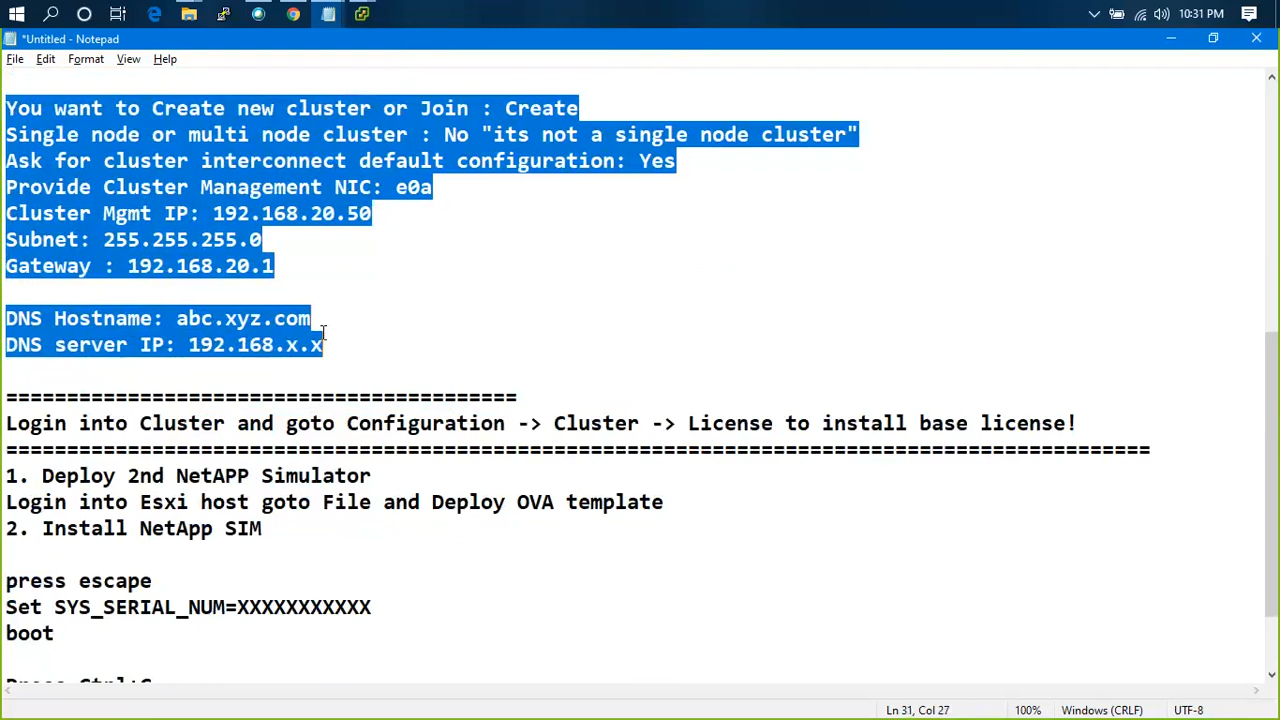 10:31 PM
*Untitled - Notepad
File Edit Format View Help
You want to Create new cluster or Join : Create
Single node or multi node cluster : No "its not a single node cluster"
Ask for cluster interconnect default configuration: Yes
Provide Cluster Management NIC: e0a
Cluster Mgmt IP: 192.168.20.50
Subnet: 255.255.255.0
Gateway : 192.168.20.1
DNS Hostname: abc.xyz.com
DNS server IP: 192.168.x.x
==========================================
Login into Cluster and goto Configuration -> Cluster -> License to install base license!
==============================================================================================
1. Deploy 2nd NetAPP Simulator
Login into Esxi host goto File and Deploy OVA template
2. Install NetApp SIM
press escape
Set SYS_SERIAL_NUM=XXXXXXXXXXX
boot
Press Ctrl+C
Ln 31, Col 27 100% Windows (CRLF) UTF-8